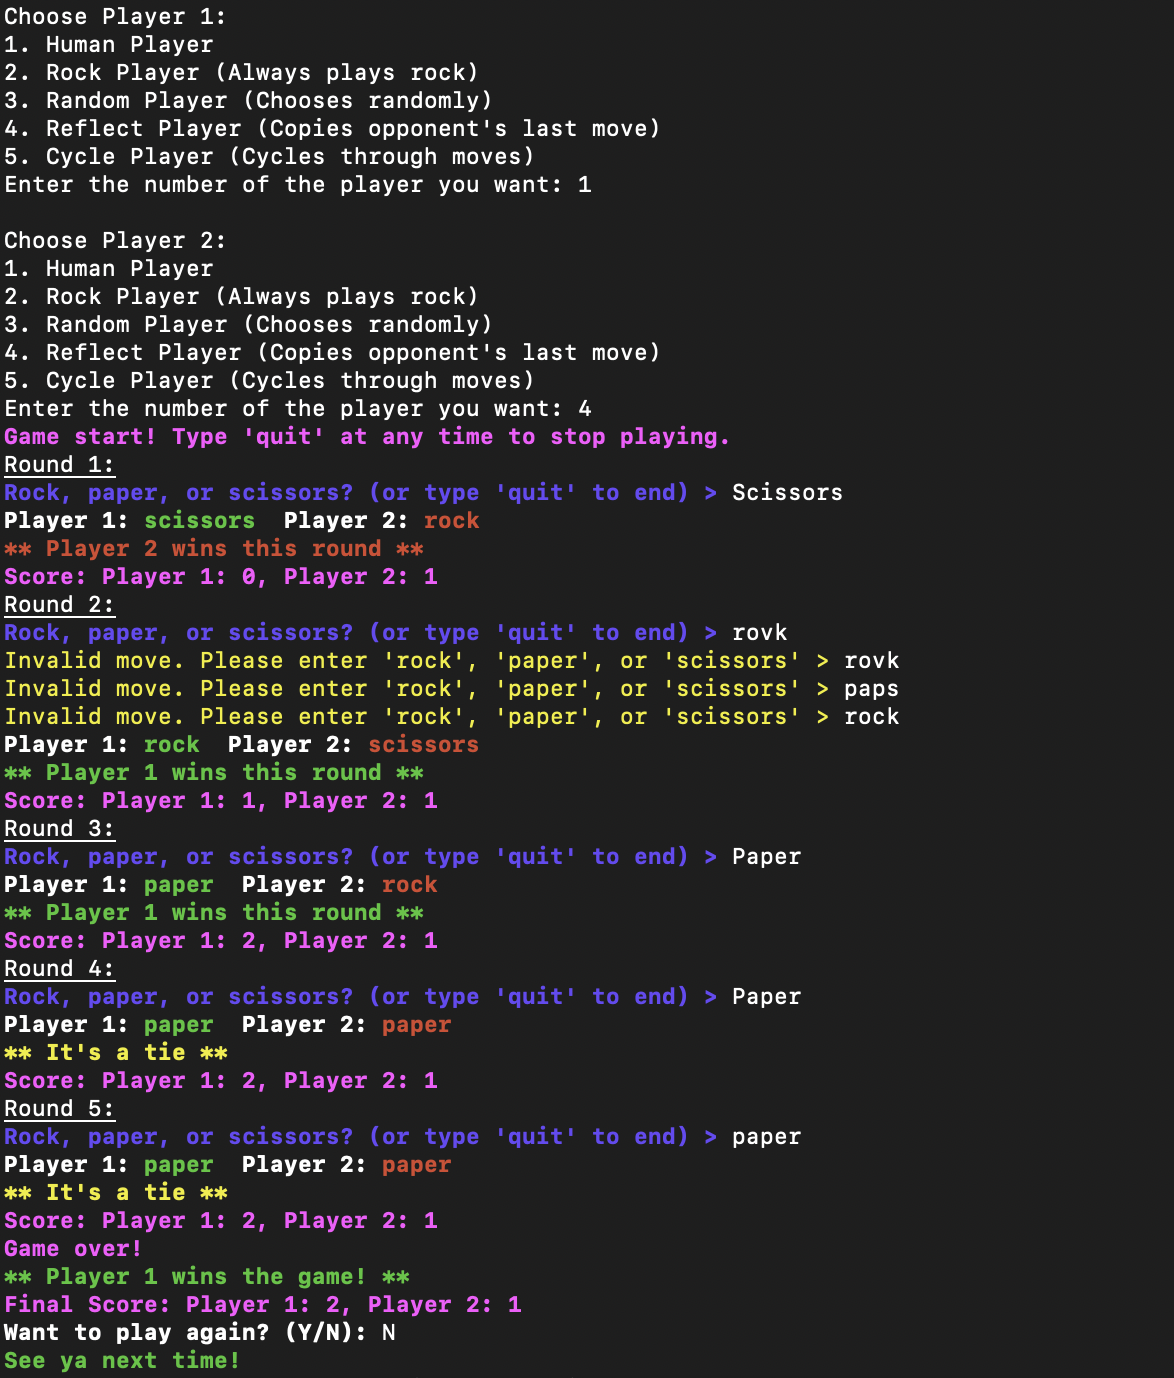 Choose Player 1:
1. Human Player
2. Rock Player (Always plays rock)
3. Random Player (Chooses randomly)
4. Reflect Player (Copies opponent's last move)
5. Cycle Player (Cycles through moves)
Enter the number of the player you want: 1
Choose Player 2:
1. Human Player
2. Rock Player (Always plays rock)
3. Random Player (Chooses randomly)
4. Reflect Player (Copies opponent's last move)
5. Cycle Player (Cycles through moves)
Enter the number of the player you want: 4
Game start! Type 'quit' at any time to stop playing.
Round 1:
Rock, paper, or scissors? (or type 'quit' to end) > Scissors
Player 1: scissors  Player 2: rock
** Player 2 wins this round **
Score: Player 1: 0, Player 2: 1
Round 2:
Rock, paper, or scissors? (or type 'quit' to end) > rovk
Invalid move. Please enter 'rock', 'paper', or 'scissors' > rovk
Invalid move. Please enter 'rock', 'paper', or 'scissors' > paps
Invalid move. Please enter 'rock', 'paper', or 'scissors' > rock
Player 1: rock  Player 2: scissors
** Player 1 wins this round **
Score: Player 1: 1, Player 2: 1
Round 3:
Rock, paper, or scissors? (or type 'quit' to end) > Paper
Player 1: paper  Player 2: rock
** Player 1 wins this round **
Score: Player 1: 2, Player 2: 1
Round 4:
Rock, paper, or scissors? (or type 'quit' to end) > Paper
Player 1: paper  Player 2: paper
** It's a tie **
Score: Player 1: 2, Player 2: 1
Round 5:
Rock, paper, or scissors? (or type 'quit' to end) > paper
Player 1: paper  Player 2: paper
** It's a tie **
Score: Player 1: 2, Player 2: 1
Game over!
** Player 1 wins the game! **
Final Score: Player 1: 2, Player 2: 1
Want to play again? (Y/N): N
See ya next time!